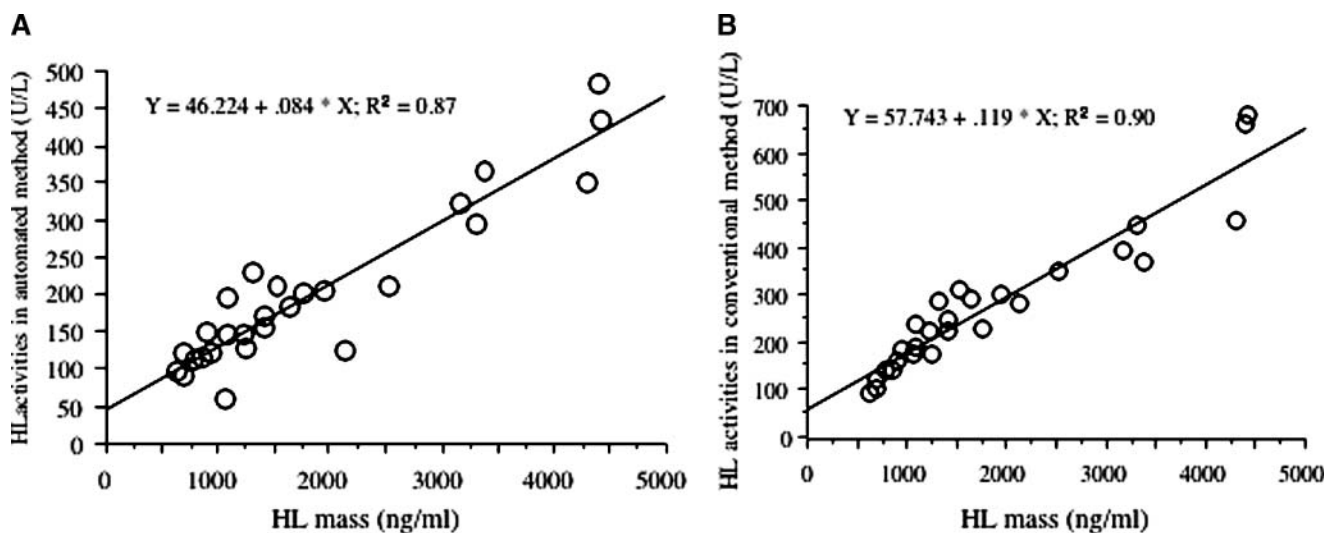 A
HLactivities in automated method (U/L)
500
450
400
350
300
250
200
150
100
50
0
Y = 46.224 + .084 * X; R² = 0.87
0 1000 2000 3000 4000 5000
HL mass (ng/ml)
B
HL activities in conventional method (U/L)
700
600
500
400
300
200
100
0
Y = 57.743 + .119 * X; R² = 0.90
0 1000 2000 3000 4000 5000
HL mass (ng/ml)